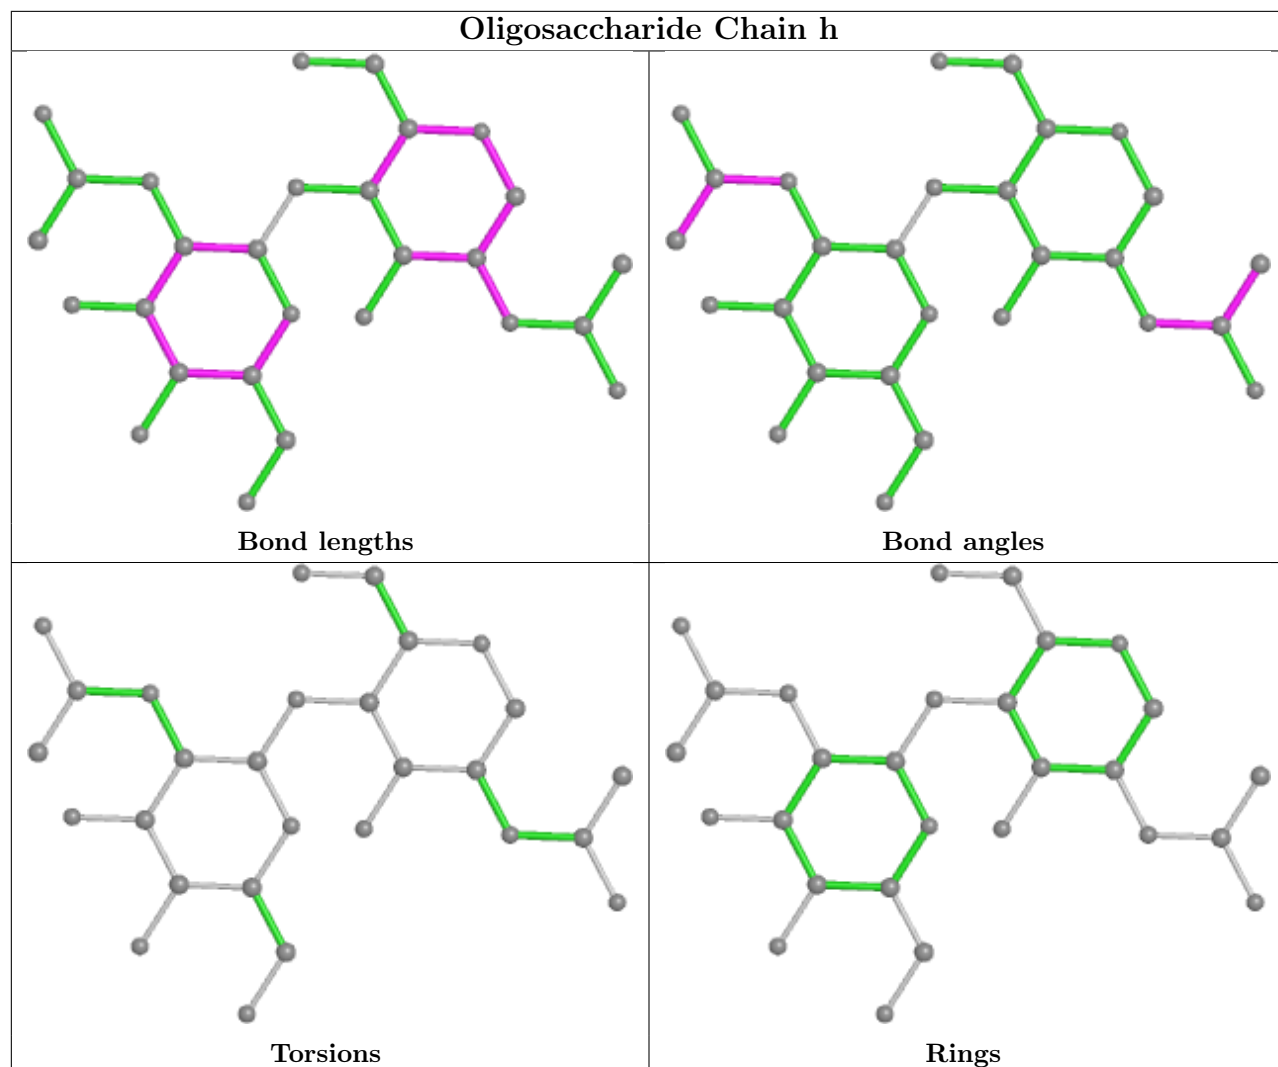 Oligosaccharide Chain h
Bond lengths
Bond angles
Torsions
Rings